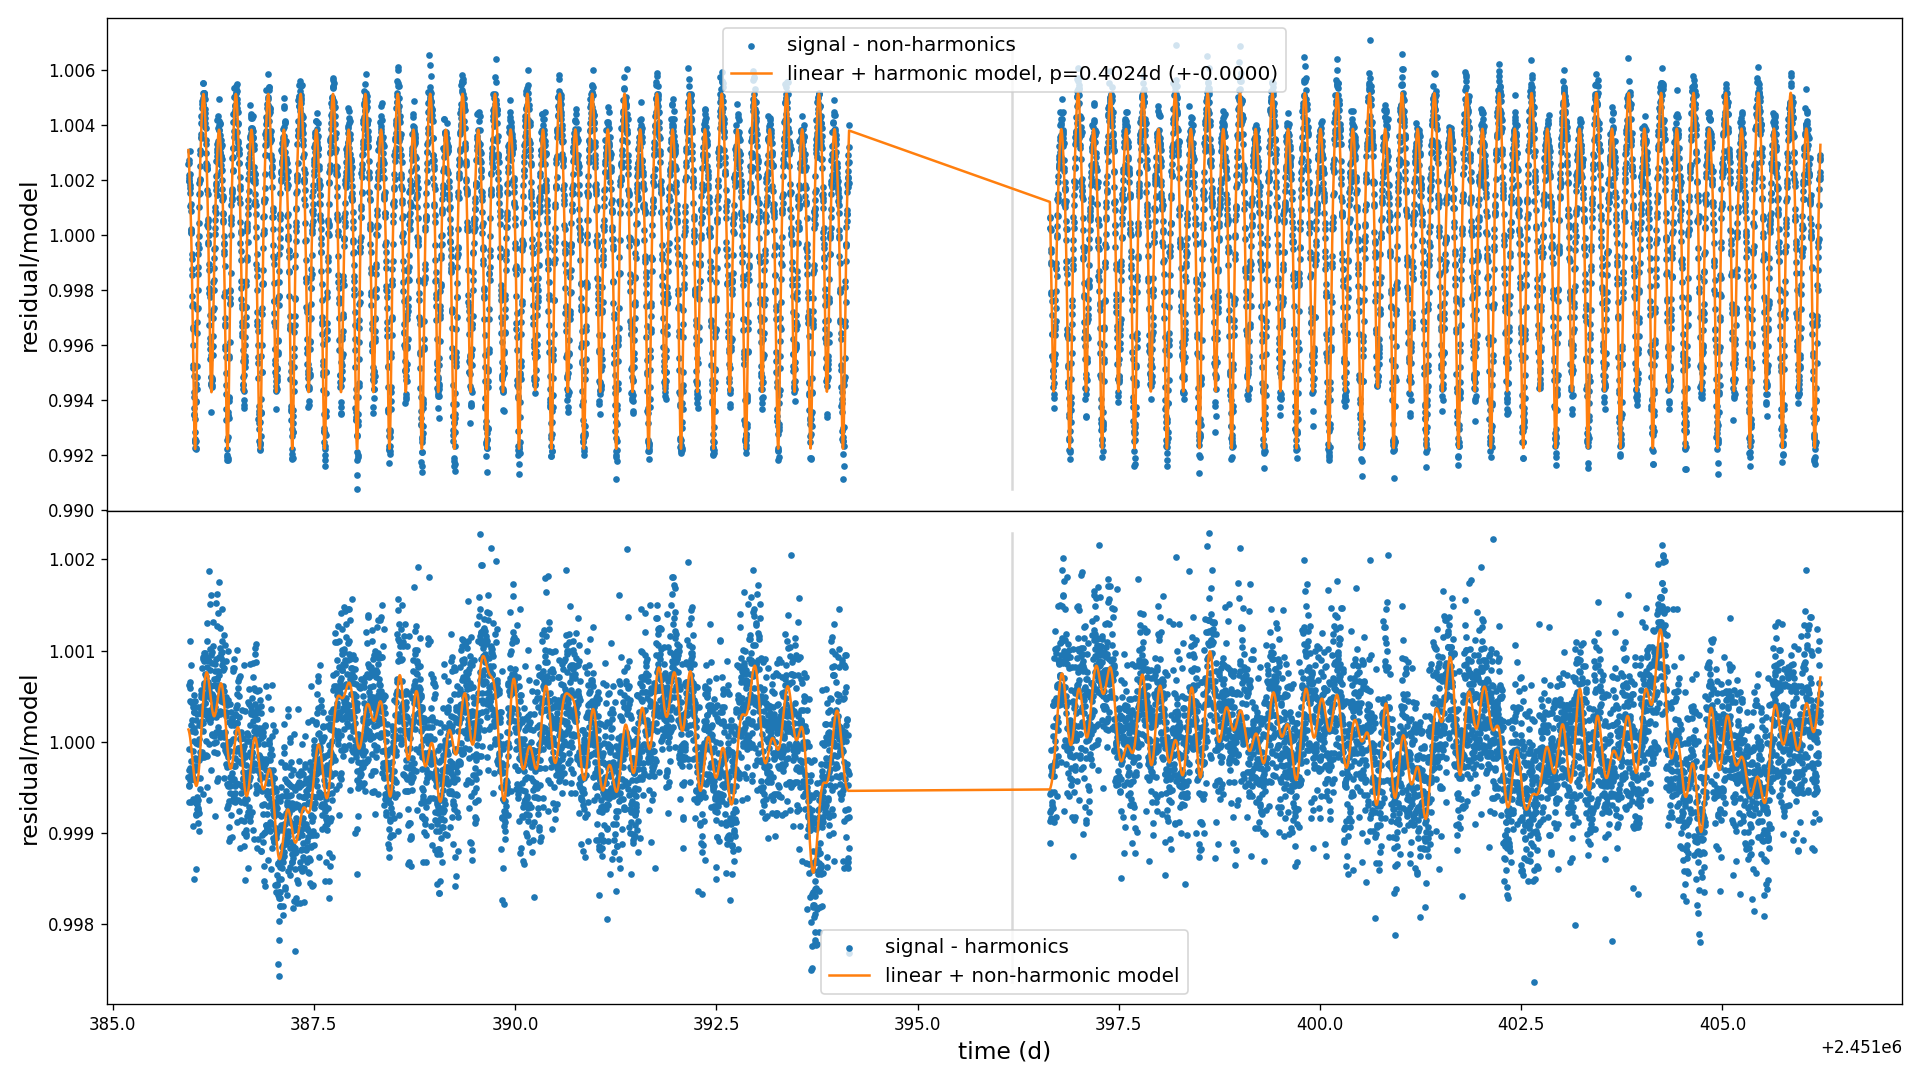 signal - non-harmonics
linear + harmonic model, p=0.4024d (+-0.0000)
1.006
1.004
1.002
1.000
0.998
0.996
0.994
0.992
0.990
residual/model
1.002
1.001
1.000
0.999
0.998
residual/model
signal - harmonics
linear + non-harmonic model
385.0 387.5 390.0 392.5 395.0 397.5 400.0 402.5 405.0
time (d)
+2.451e6